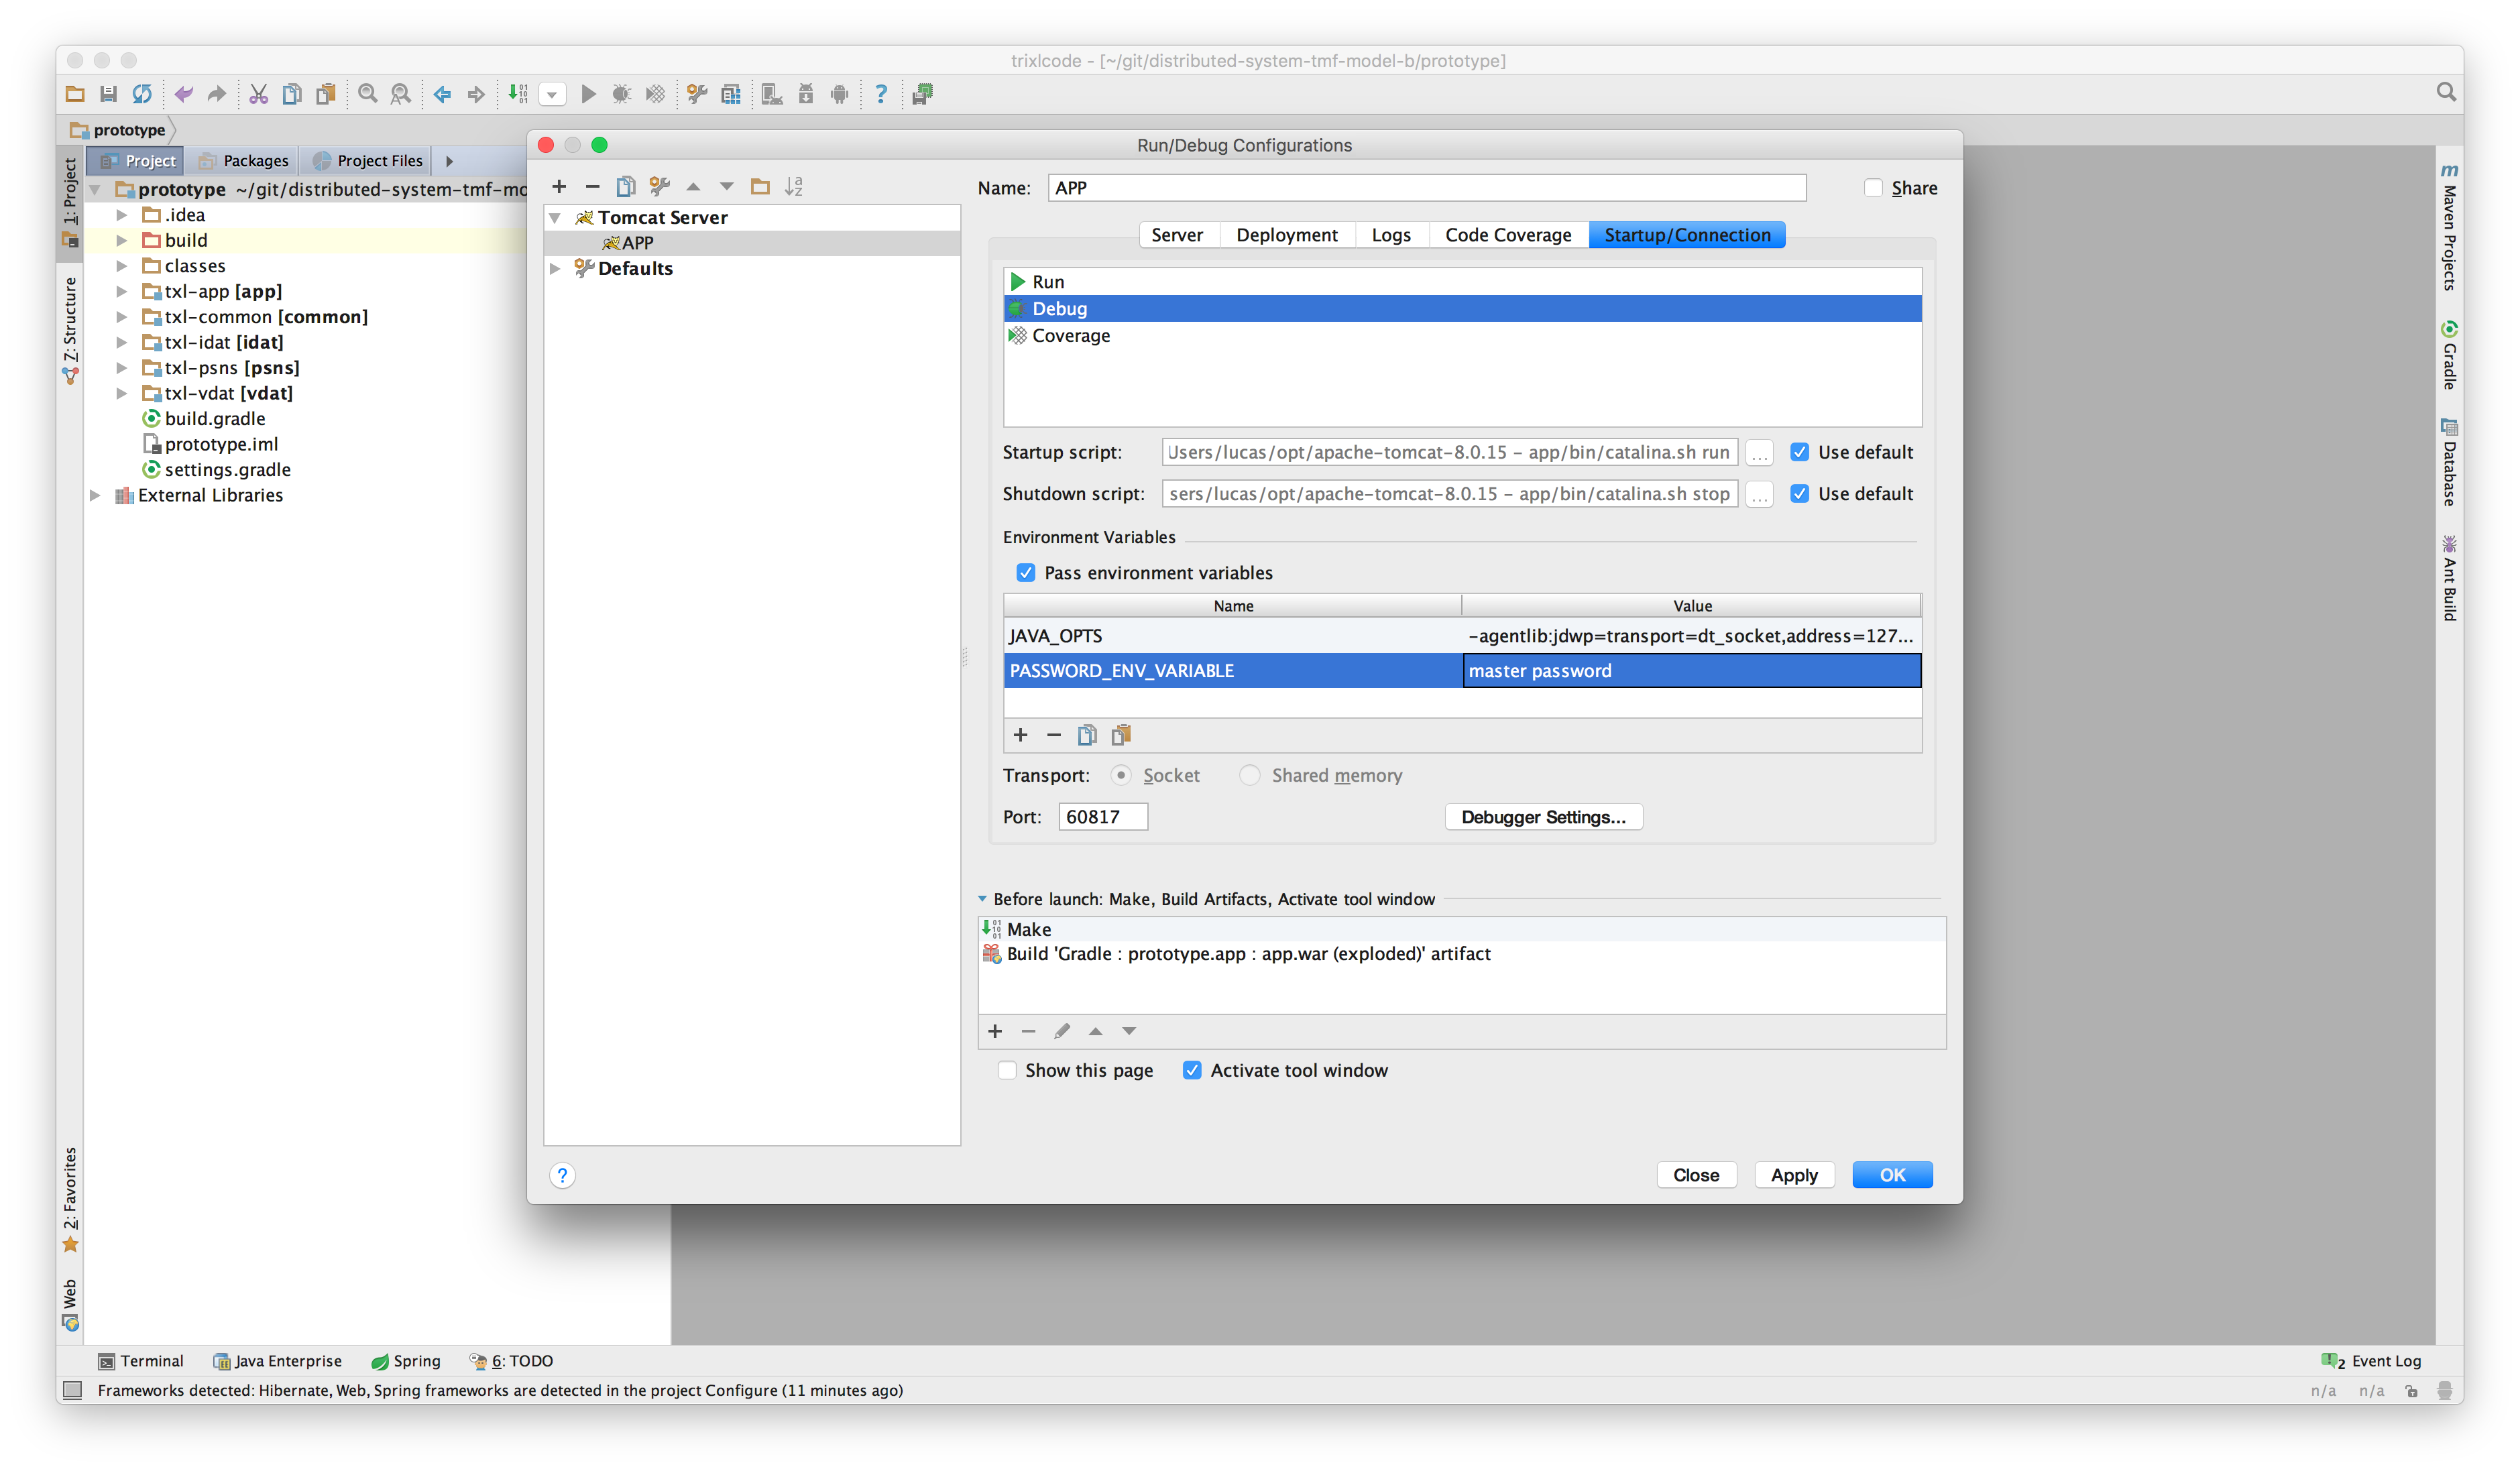 trixlcode - [~/git/distributed-system-tmf-model-b/prototype]
prototype
Project Packages Project Files
prototype ~/git/distributed-system-tmf-mo
.idea
build
classes
txl-app [app]
txl-common [common]
txl-idat [idat]
txl-psns [psns]
txl-vdat [vdat]
build.gradle
prototype.iml
settings.gradle
External Libraries
1: Project
7: Structure
2: Favorites
Web
Run/Debug Configurations
Tomcat Server
APP
Defaults
Name: APP Share
Server Deployment Logs Code Coverage Startup/Connection
Run
Debug
Coverage
Startup script: Users/lucas/opt/apache-tomcat-8.0.15 - app/bin/catalina.sh run ... Use default
Shutdown script: sers/lucas/opt/apache-tomcat-8.0.15 - app/bin/catalina.sh stop ... Use default
Environment Variables
Pass environment variables
Name Value
JAVA_OPTS -agentlib:jdwp=transport=dt_socket,address=127...
PASSWORD_ENV_VARIABLE master password
Transport: Socket Shared memory
Port: 60817 Debugger Settings...
Before launch: Make, Build Artifacts, Activate tool window
Make
Build 'Gradle : prototype.app : app.war (exploded)' artifact
Show this page Activate tool window
? Close Apply OK
m Maven Projects
Gradle
Database
Ant Build
Terminal Java Enterprise Spring 6: TODO 2 Event Log
Frameworks detected: Hibernate, Web, Spring frameworks are detected in the project Configure (11 minutes ago) n/a n/a